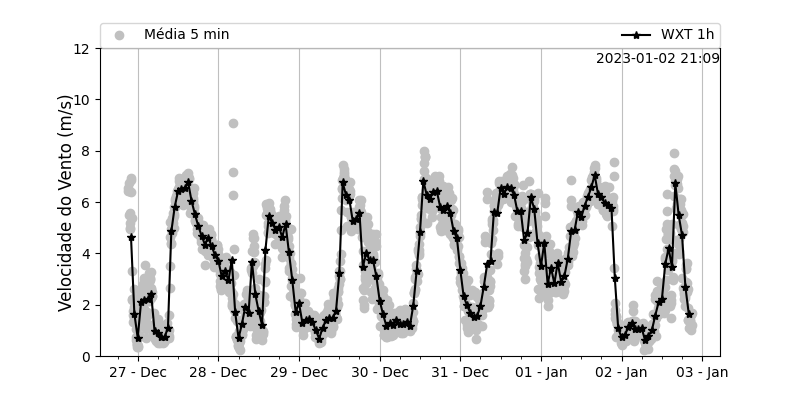 Média 5 min
WXT 1h
2023-01-02 21:09
Velocidade do Vento (m/s)
12
10
8
6
4
2
0
27 - Dec
28 - Dec
29 - Dec
30 - Dec
31 - Dec
01 - Jan
02 - Jan
03 - Jan